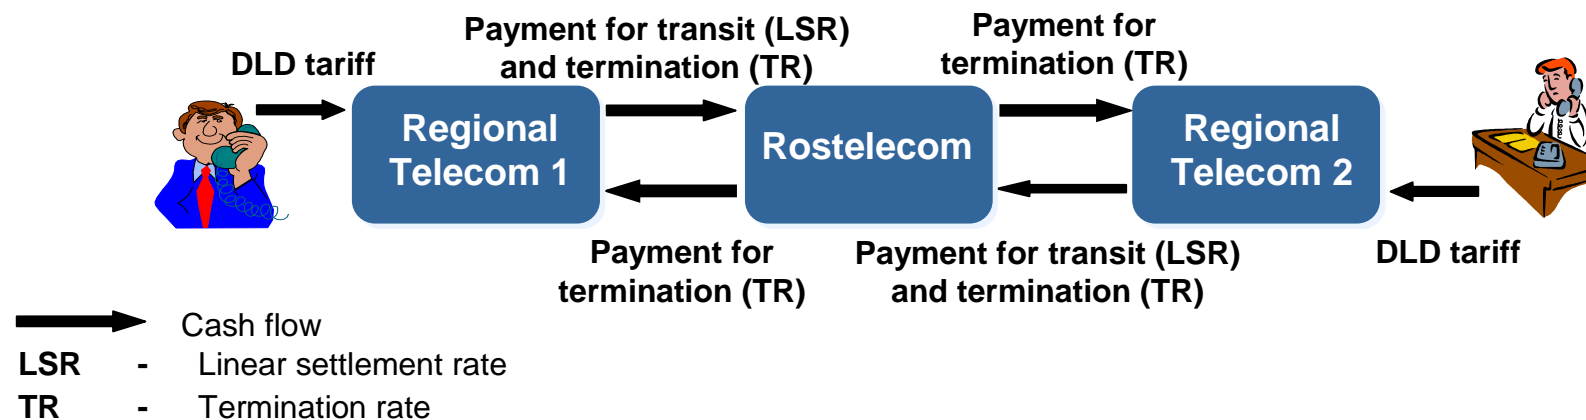 DLD tariff
Payment for transit (LSR)
and termination (TR)
Payment for
termination (TR)
Regional
Telecom 1
Rostelecom
Regional
Telecom 2
Payment for
termination (TR)
Payment for transit (LSR)
and termination (TR)
DLD tariff
Cash flow
LSR - Linear settlement rate
TR - Termination rate